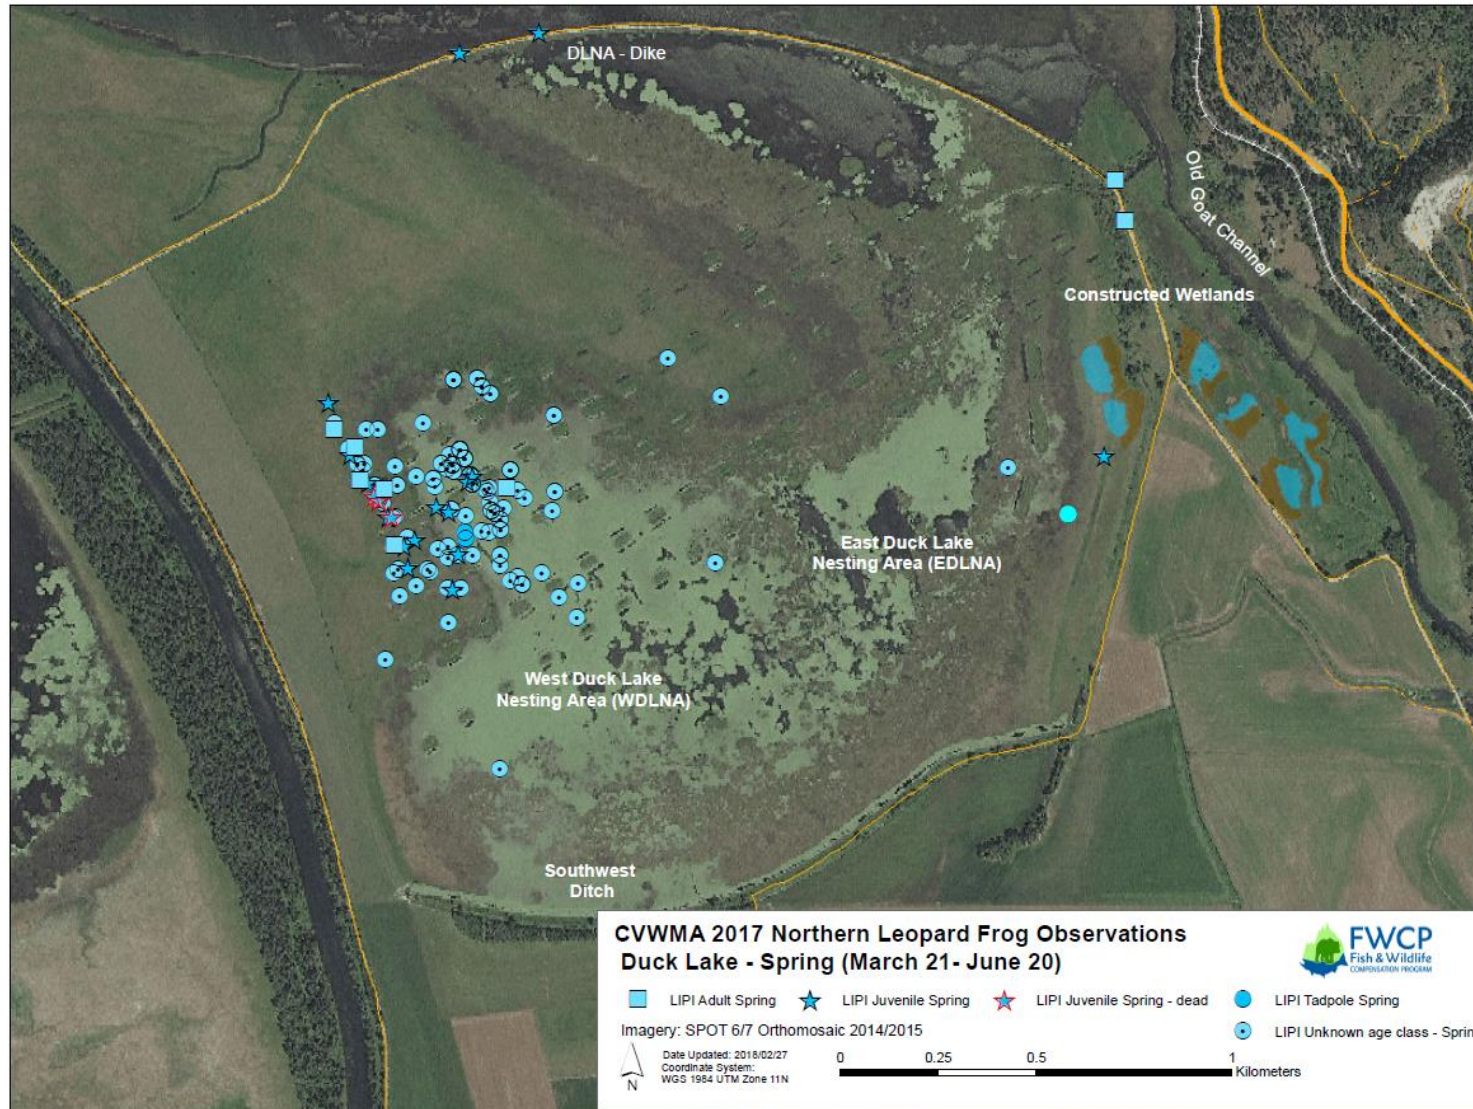 DLNA - Dike
Old Goat Channel
Constructed Wetlands
East Duck Lake
Nesting Area (EDLNA)
West Duck Lake
Nesting Area (WDLNA)
Southwest
Ditch
CVWMA 2017 Northern Leopard Frog Observations
Duck Lake - Spring (March 21- June 20)
FWCP
Fish & Wildlife
COMPENSATION PROGRAM
LIPI Adult Spring
LIPI Juvenile Spring
LIPI Juvenile Spring - dead
LIPI Tadpole Spring
LIPI Unknown age class - Sprin
Imagery: SPOT 6/7 Orthomosaic 2014/2015
Date Updated: 2018/02/27
Coordinate System:
WGS 1984 UTM Zone 11N
N
0 0.25 0.5 1
Kilometers